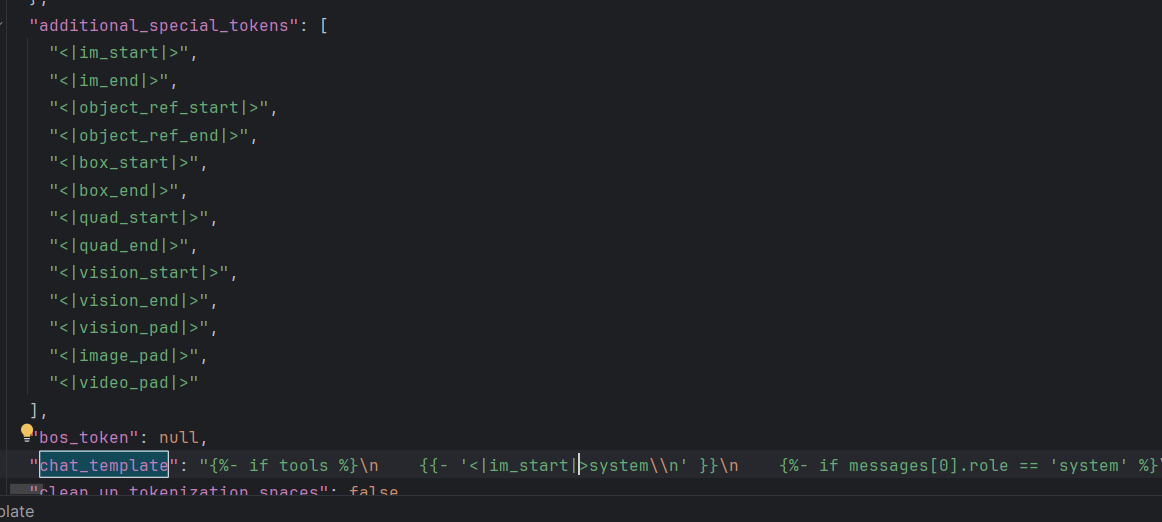 },
"additional_special_tokens": [
"<|im_start|>",
"<|im_end|>",
"<|object_ref_start|>",
"<|object_ref_end|>",
"<|box_start|>",
"<|box_end|>",
"<|quad_start|>",
"<|quad_end|>",
"<|vision_start|>",
"<|vision_end|>",
"<|vision_pad|>",
"<|image_pad|>",
"<|video_pad|>"
],
"bos_token": null,
"chat_template": "{%- if tools %}\n    {{- '<|im_start|>system\\n' }}\n    {%- if messages[0].role == 'system' %}\
"clean_up_tokenization_spaces": false
plate